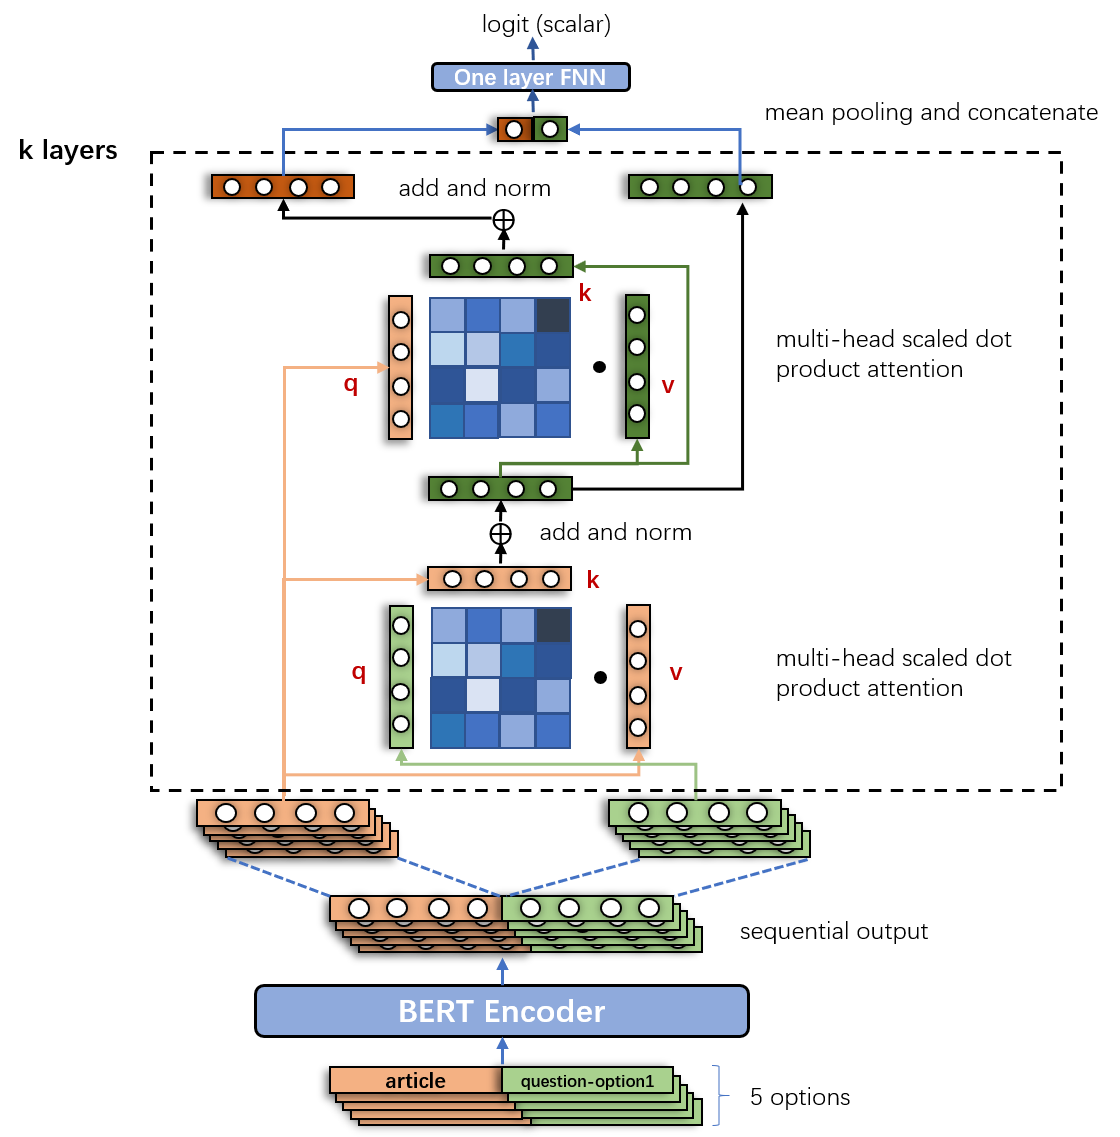 logit (scalar)
One layer FNN
mean pooling and concatenate
k layers
add and norm
k
q
v
multi-head scaled dot
product attention
add and norm
k
q
v
multi-head scaled dot
product attention
sequential output
BERT Encoder
article
question-option1
5 options